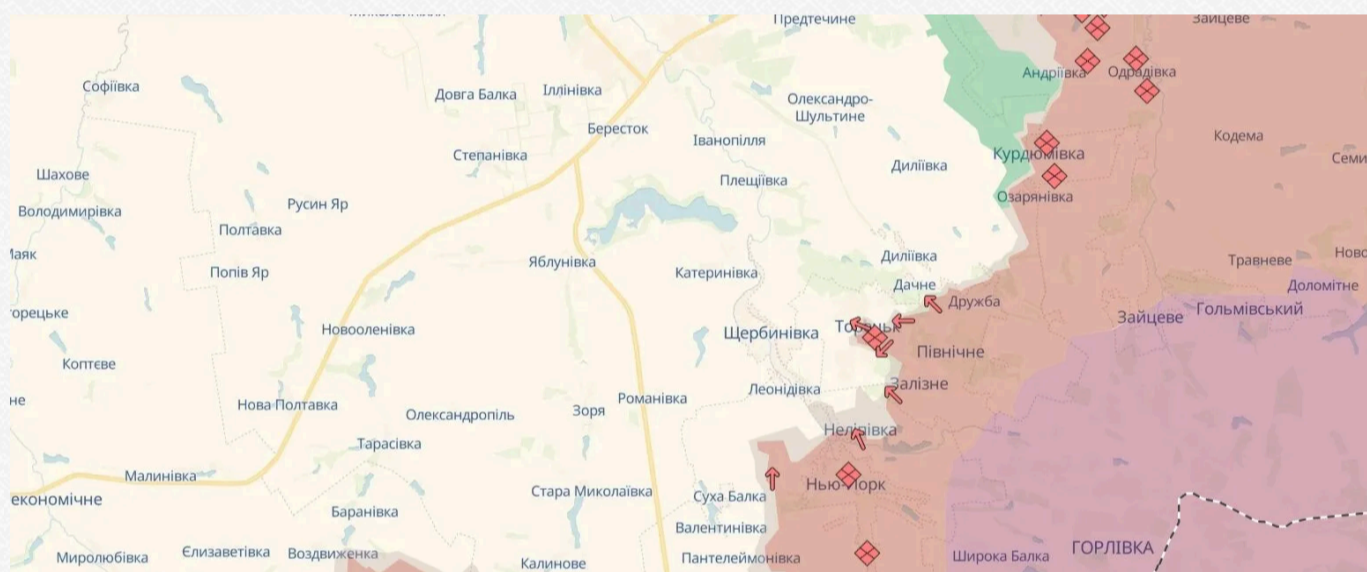 Предтечине
Зайцеве
Софіївка
Довга Балка
Іллінівка
Андріївка
Одрадівка
Олександро-
Шультине
Бересток
Іванопілля
Кодема
Степанівка
Курдюмівка
Шахове
Плещіївка
Диліївка
Озарянівка
Володимирівка
Русин Яр
Полтавка
Попів Яр
Яблунівка
Катеринівка
Диліївка
Травневе
Дачне
Дружба
Доломітне
Зайцеве
Гольмівський
Новооленівка
Щербинівка
Торецьк
Північне
Коптєве
Леонідівка
Залізне
Нова Полтавка
Олександропіль
Зоря
Романівка
Тарасівка
Неліпівка
Малинівка
Нью-Йорк
економічне
Стара Миколаївка
Суха Балка
Баранівка
Валентинівка
Миролюбівка
Єлизаветівка
Воздвиженка
Калинове
Пантелеймонівка
Широка Балка
ГОРЛІВКА